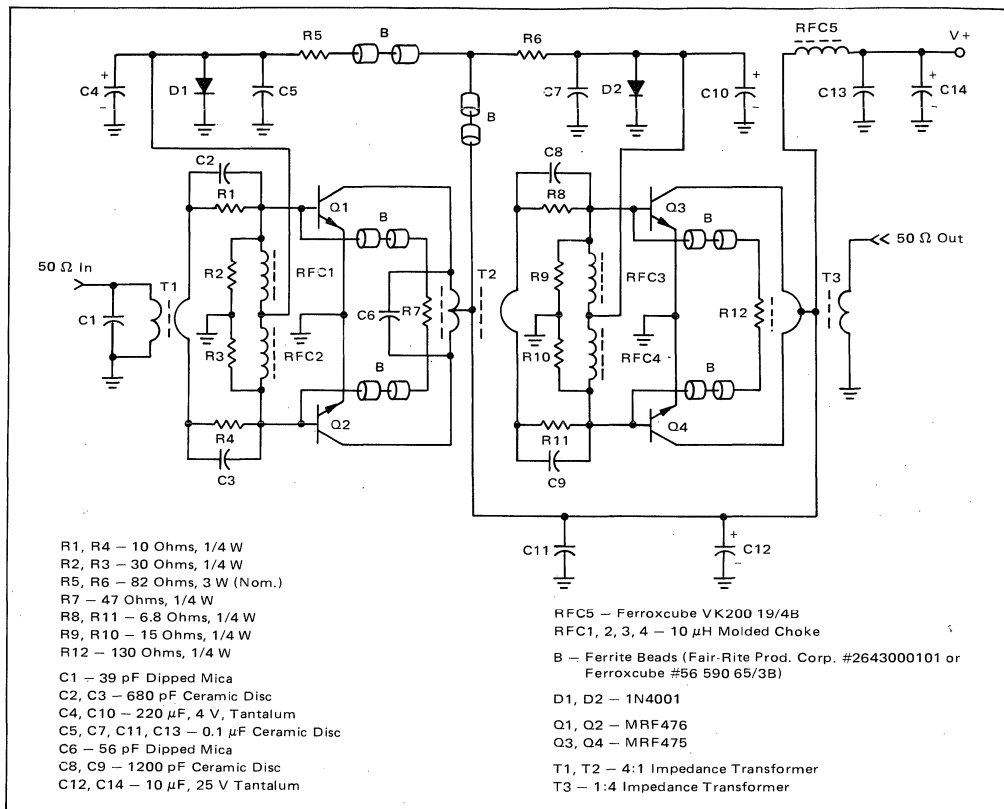 RFC5
V+
R5
B
R6
C4
+
-
D1
C5
B
C7
D2
C10
+
-
C13
C14
+
-
C2
R1
Q1
B
C8
R8
Q3
B
50 Ω In
T1
C1
R2
RFC1
R3
RFC2
C6
R7
T2
R9
RFC3
R10
RFC4
R12
T3
50 Ω Out
B
R4
Q2
C3
B
R11
Q4
C9
C11
C12
+
-
R1, R4 – 10 Ohms, 1/4 W
R2, R3 – 30 Ohms, 1/4 W
R5, R6 – 82 Ohms, 3 W (Nom.)
R7 – 47 Ohms, 1/4 W
R8, R11 – 6.8 Ohms, 1/4 W
R9, R10 – 15 Ohms, 1/4 W
R12 – 130 Ohms, 1/4 W
C1 – 39 pF Dipped Mica
C2, C3 – 680 pF Ceramic Disc
C4, C10 – 220 μF, 4 V, Tantalum
C5, C7, C11, C13 – 0.1 μF Ceramic Disc
C6 – 56 pF Dipped Mica
C8, C9 – 1200 pF Ceramic Disc
C12, C14 – 10 μF, 25 V Tantalum
RFC5 – Ferroxcube VK200 19/4B
RFC1, 2, 3, 4 – 10 μH Molded Choke
B – Ferrite Beads (Fair-Rite Prod. Corp. #2643000101 or
Ferroxcube #56 590 65/3B)
D1, D2 – 1N4001
Q1, Q2 – MRF476
Q3, Q4 – MRF475
T1, T2 – 4:1 Impedance Transformer
T3 – 1:4 Impedance Transformer